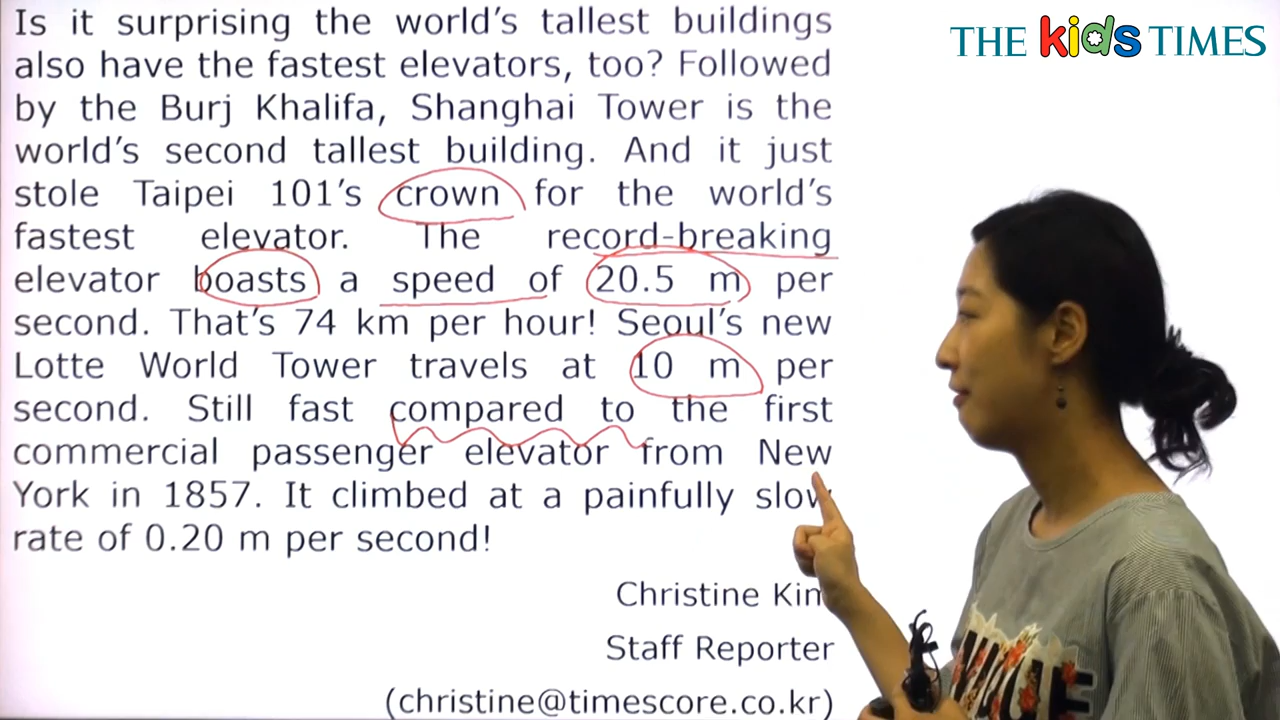 Is it surprising the world's tallest buildings
also have the fastest elevators, too? Followed
by the Burj Khalifa, Shanghai Tower is the
world's second tallest building. And it just
stole Taipei 101's crown for the world's
fastest elevator. The record-breaking
elevator boasts a speed of 20.5 m per
second. That's 74 km per hour! Seoul's new
Lotte World Tower travels at 10 m per
second. Still fast compared to the first
commercial passenger elevator from New
York in 1857. It climbed at a painfully slow
rate of 0.20 m per second!
Christine Kim
Staff Reporter
(christine@timescore.co.kr)
THE kids TIMES